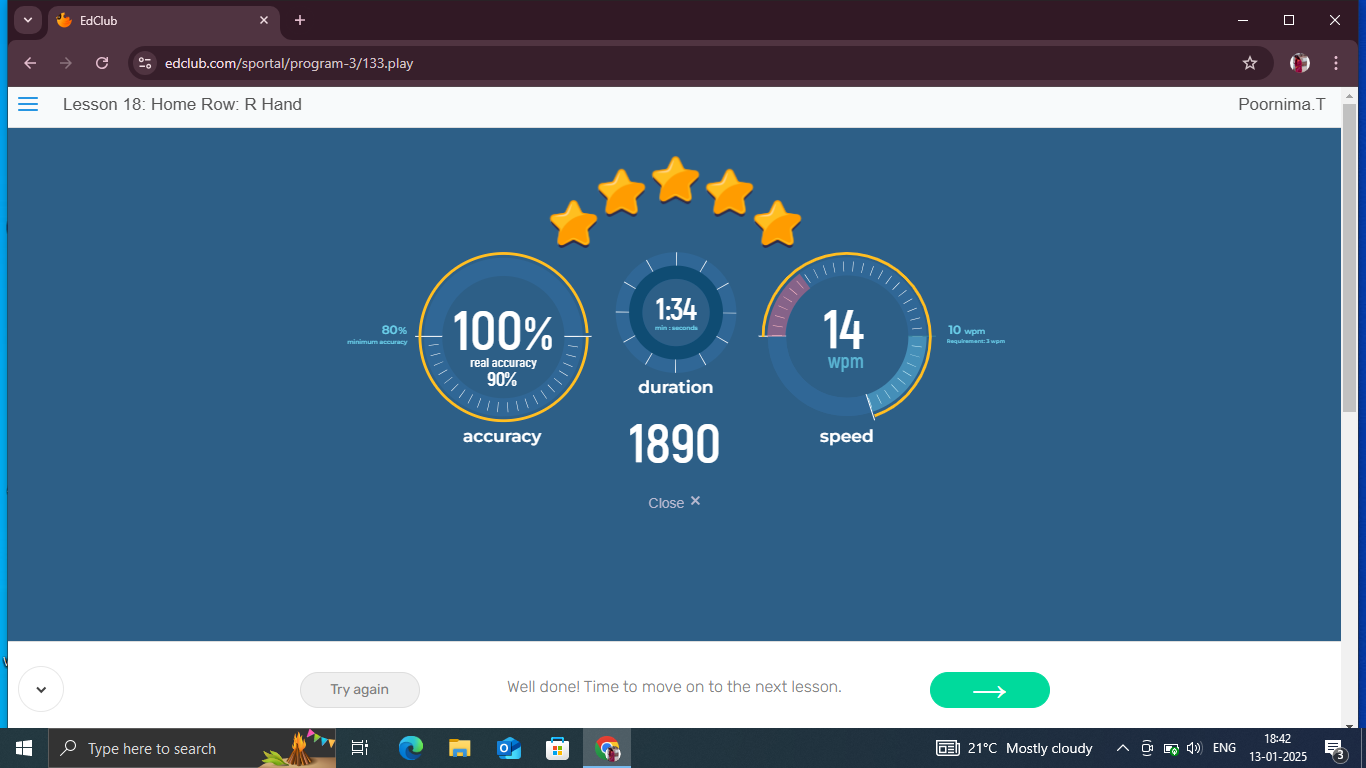 EdClub
edclub.com/sportal/program-3/133.play
Lesson 18: Home Row: R Hand
Poornima.T
80%
minimum accuracy
100%
real accuracy
90%
accuracy
1:34
min : seconds
duration
1890
14
wpm
speed
10 wpm
Requirement: 3 wpm
Close ×
Try again
Well done! Time to move on to the next lesson.
Type here to search
21°C Mostly cloudy
ENG
18:42
13-01-2025
3